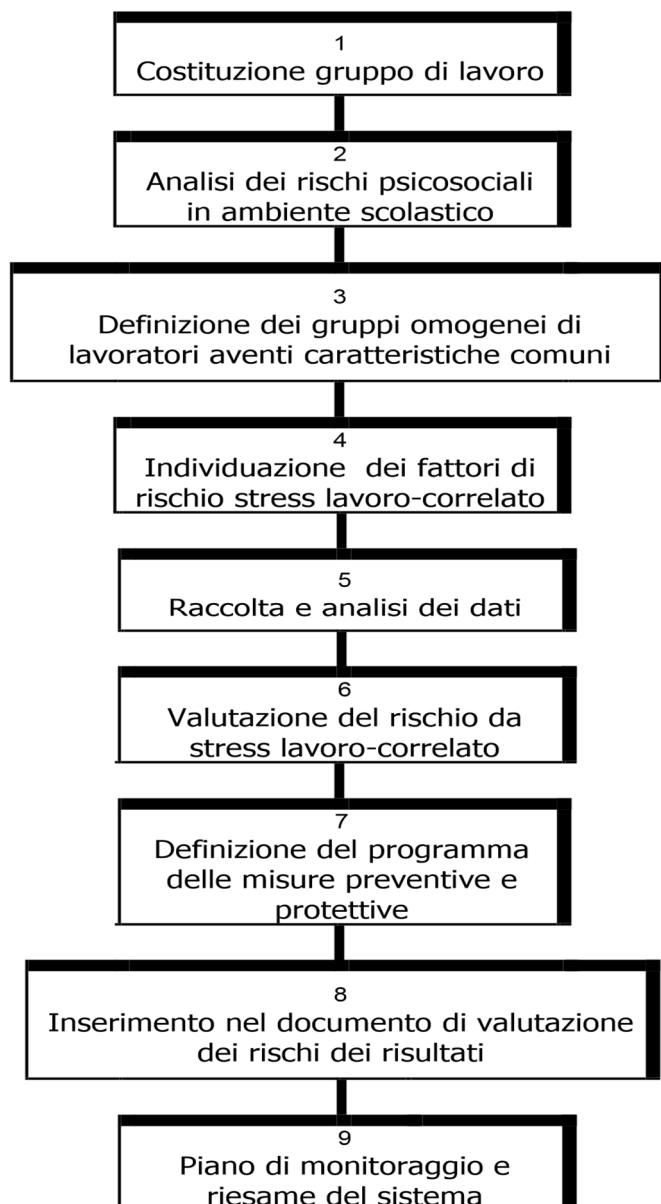 1
Costituzione gruppo di lavoro
2
Analisi dei rischi psicosociali
in ambiente scolastico
3
Definizione dei gruppi omogenei di
lavoratori aventi caratteristiche comuni
4
Individuazione dei fattori di
rischio stress lavoro-correlato
5
Raccolta e analisi dei dati
6
Valutazione del rischio da
stress lavoro-correlato
7
Definizione del programma
delle misure preventive e
protettive
8
Inserimento nel documento di valutazione
dei rischi dei risultati
9
Piano di monitoraggio e
riesame del sistema